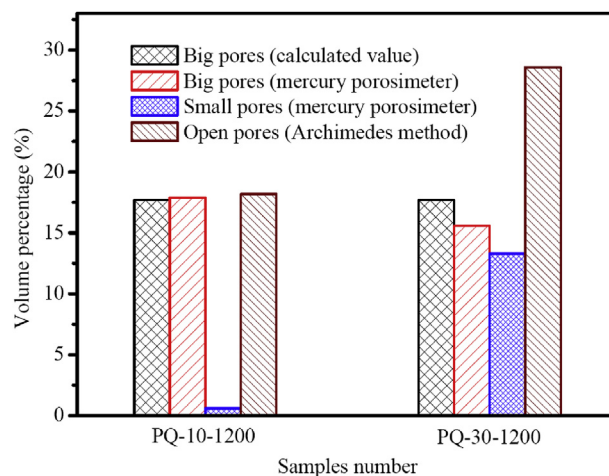 30
25
20
15
10
5
0
Volume percentage (%)
Big pores (calculated value)
Big pores (mercury porosimeter)
Small pores (mercury porosimeter)
Open pores (Archimedes method)
PQ-10-1200
PQ-30-1200
Samples number